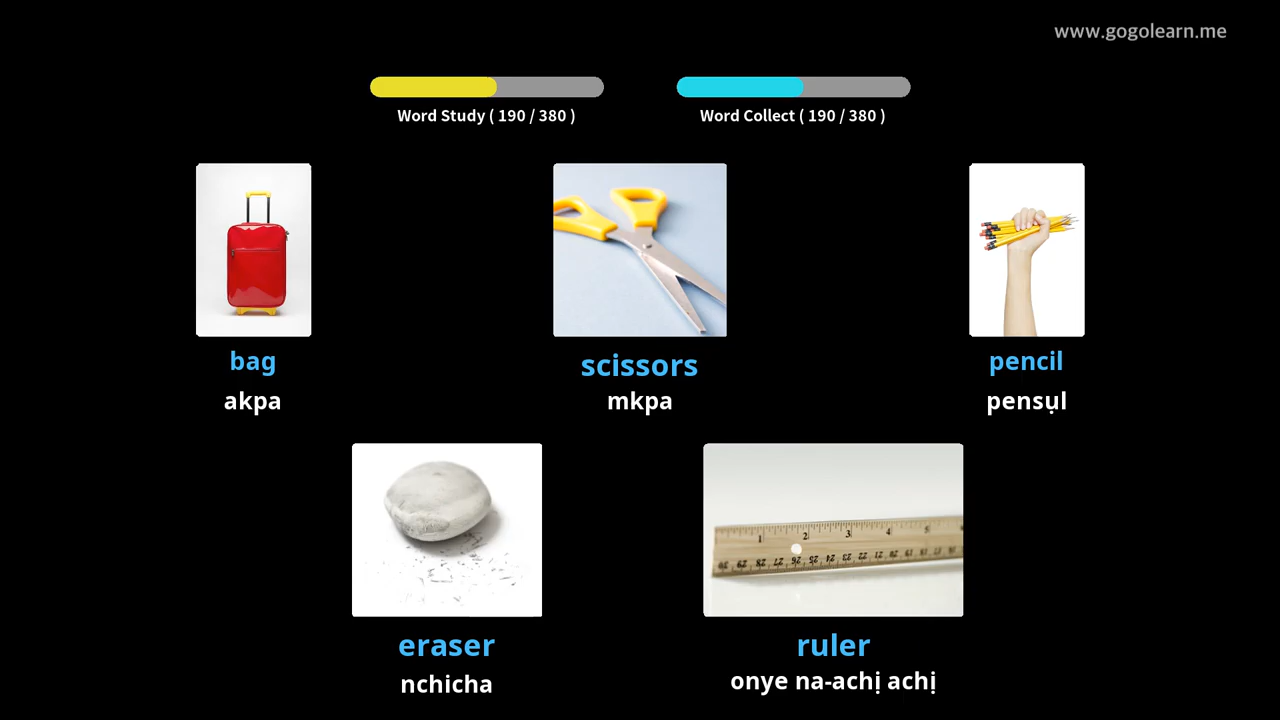 www.gogolearn.me
Word Study ( 190 / 380 )
Word Collect ( 190 / 380 )
bag
akpa
scissors
mkpa
pencil
pensụl
eraser
nchicha
ruler
onye na-achị achị